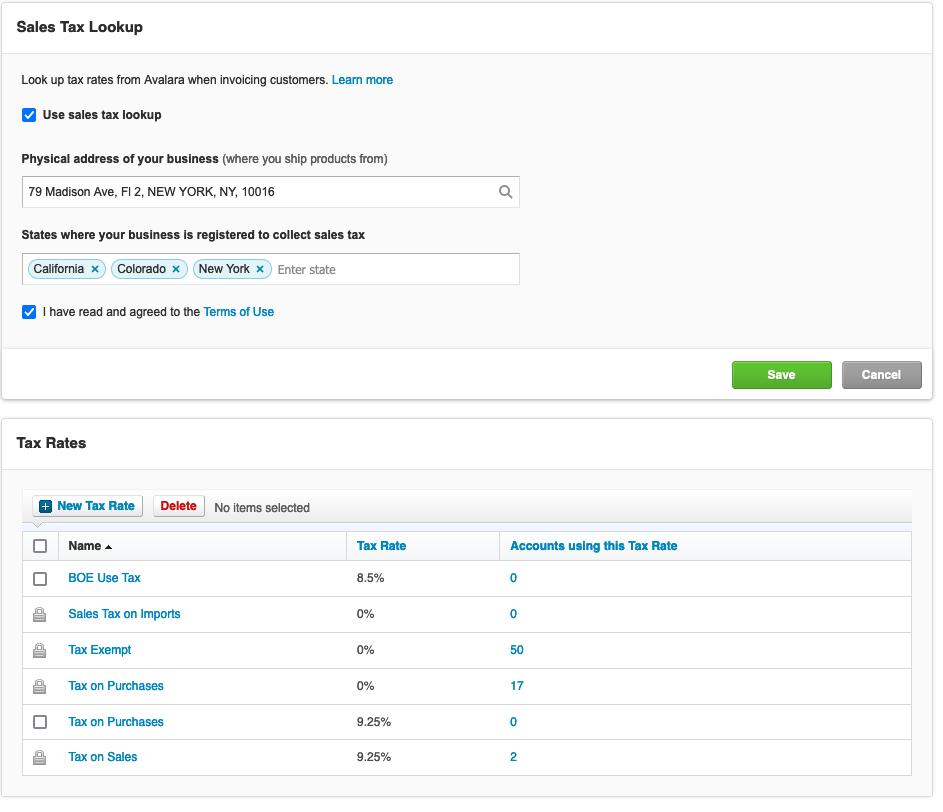 Sales Tax Lookup
Look up tax rates from Avalara when invoicing customers. Learn more
Use sales tax lookup
Physical address of your business (where you ship products from)
79 Madison Ave, Fl 2, NEW YORK, NY, 10016
States where your business is registered to collect sales tax
California × Colorado × New York × Enter state
I have read and agreed to the Terms of Use
Save Cancel
Tax Rates
New Tax Rate Delete No items selected
Name Tax Rate Accounts using this Tax Rate
BOE Use Tax 8.5% 0
Sales Tax on Imports 0% 0
Tax Exempt 0% 50
Tax on Purchases 0% 17
Tax on Purchases 9.25% 0
Tax on Sales 9.25% 2